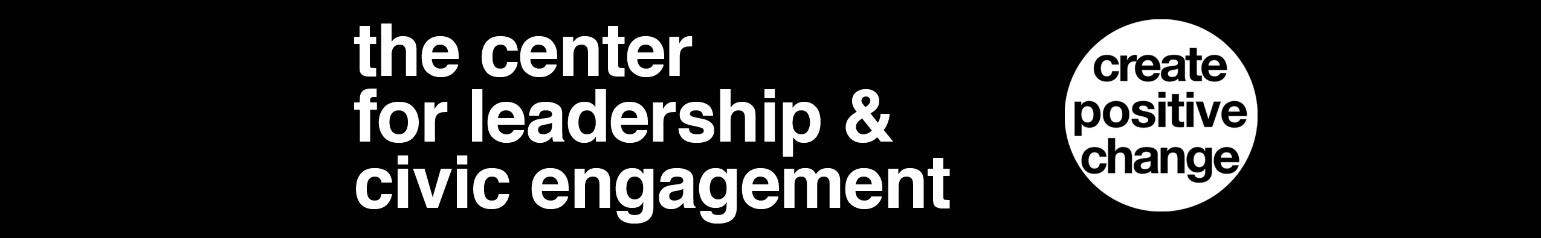 the center
for leadership &
civic engagement
create
positive
change